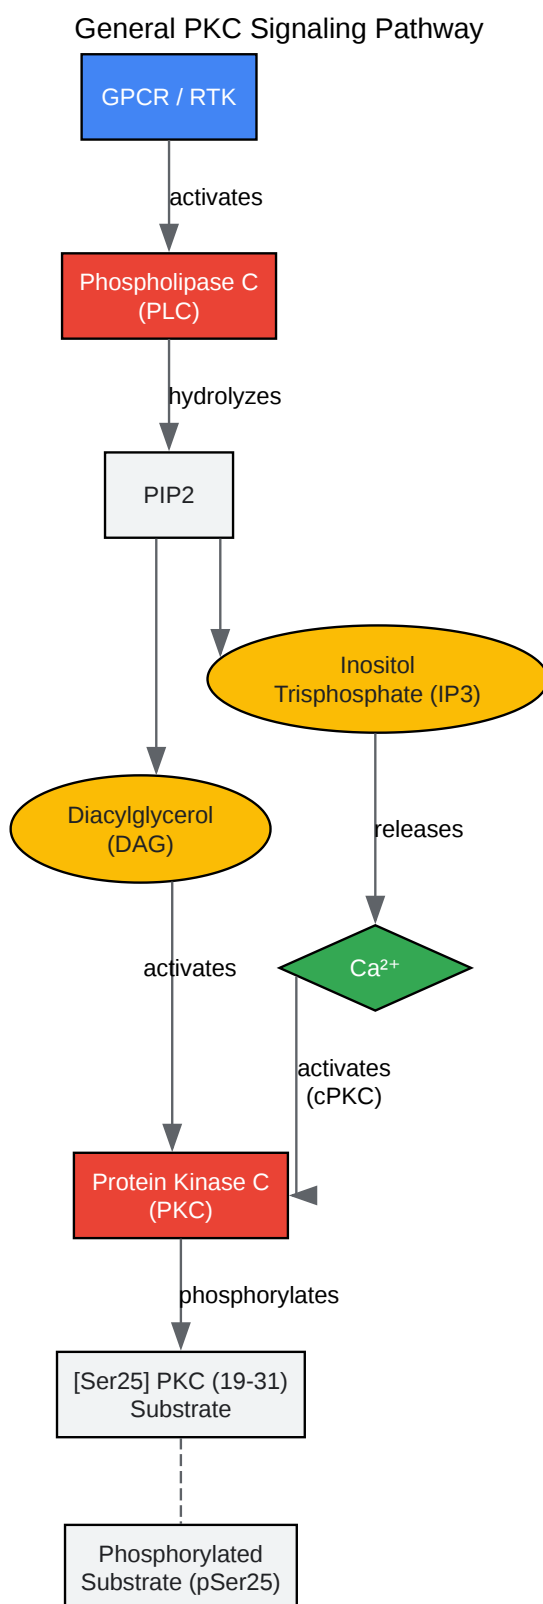 General PKC Signaling Pathway
GPCR / RTK
activates
Phospholipase C
(PLC)
hydrolyzes
PIP2
Inositol
Trisphosphate (IP3)
Diacylglycerol
(DAG)
releases
activates
Ca²⁺
activates
(cPKC)
Protein Kinase C
(PKC)
phosphorylates
[Ser25] PKC (19-31)
Substrate
Phosphorylated
Substrate (pSer25)